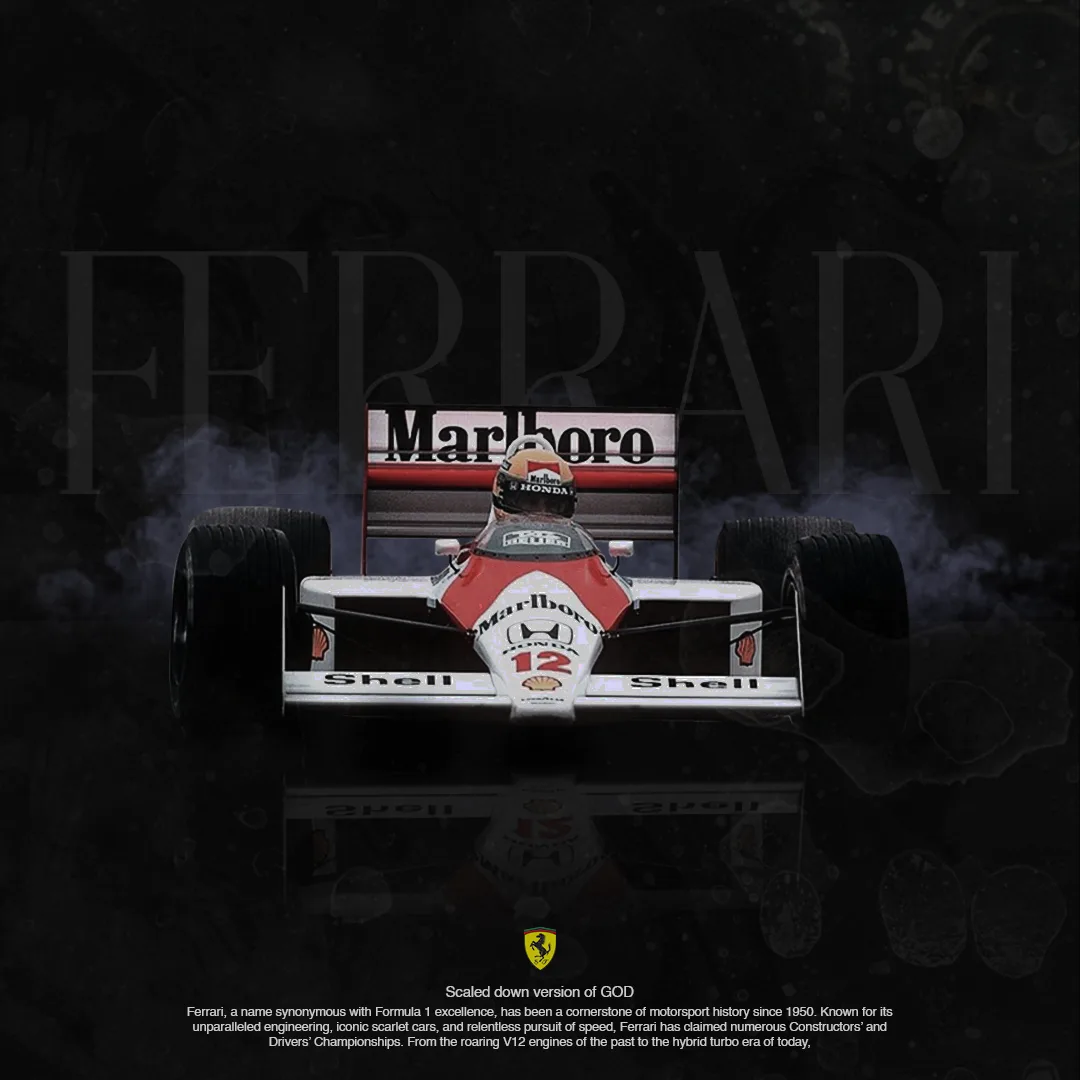 FERRARI
Marlboro
Marlboro
HONDA
Marlboro
HONDA
12
Shell
Shell
Scaled down version of GOD
Ferrari, a name synonymous with Formula 1 excellence, has been a cornerstone of motorsport history since 1950. Known for its
unparalleled engineering, iconic scarlet cars, and relentless pursuit of speed, Ferrari has claimed numerous Constructors’ and
Drivers’ Championships. From the roaring V12 engines of the past to the hybrid turbo era of today,